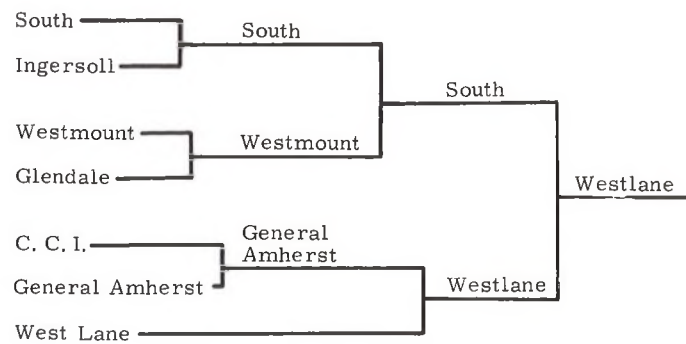 South
Ingersoll
South
Westmount
Glendale
Westmount
South
C. C. I.
General Amherst
General
Amherst
West Lane
Westlane
Westlane